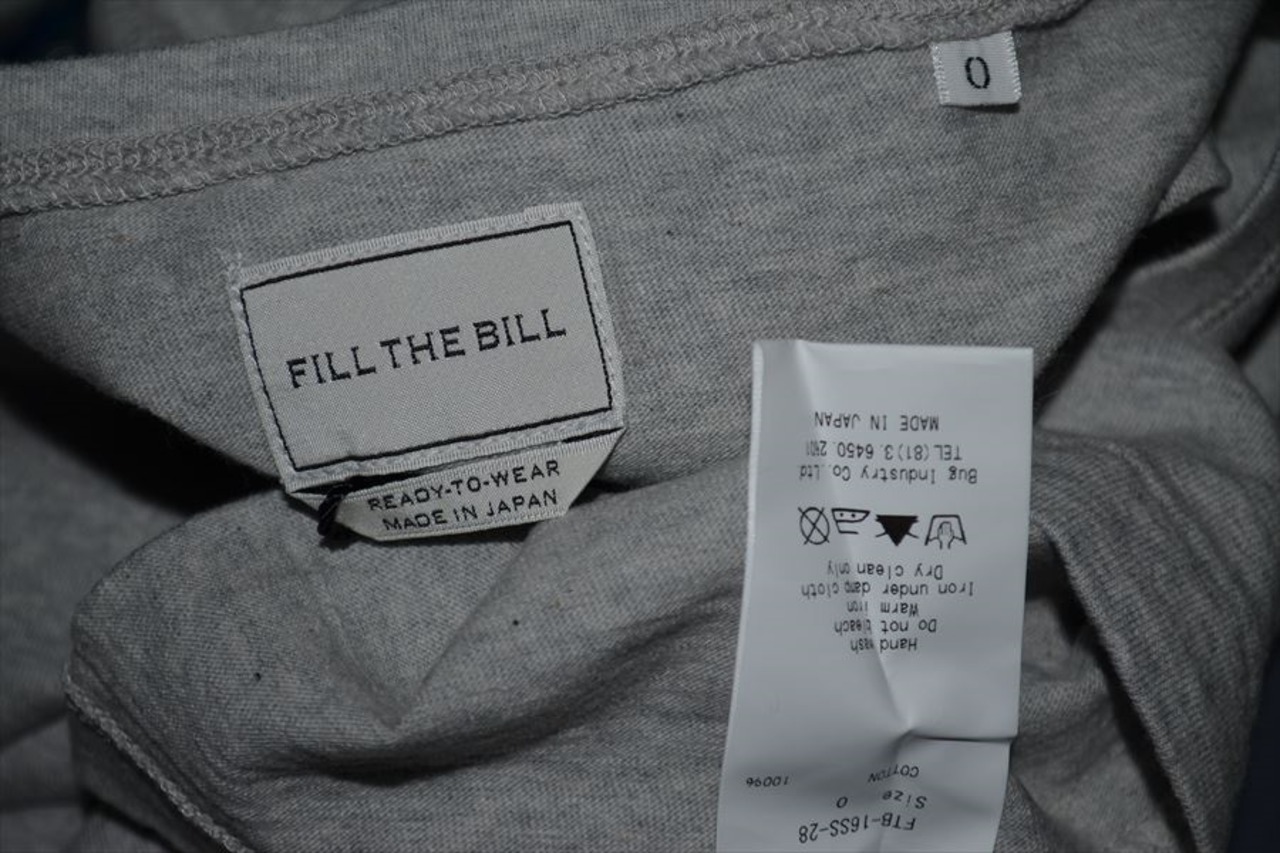 0
FILL THE BILL
READY-TO-WEAR
MADE IN JAPAN
FTB-16SS-28
Size 0
COTTON 100%
Hand wash
Do not bleach
Warm iron
Iron under damp cloth
Dry clean only
Bug Industry Co.,Ltd
TEL(81)3.6450.2901
MADE IN JAPAN